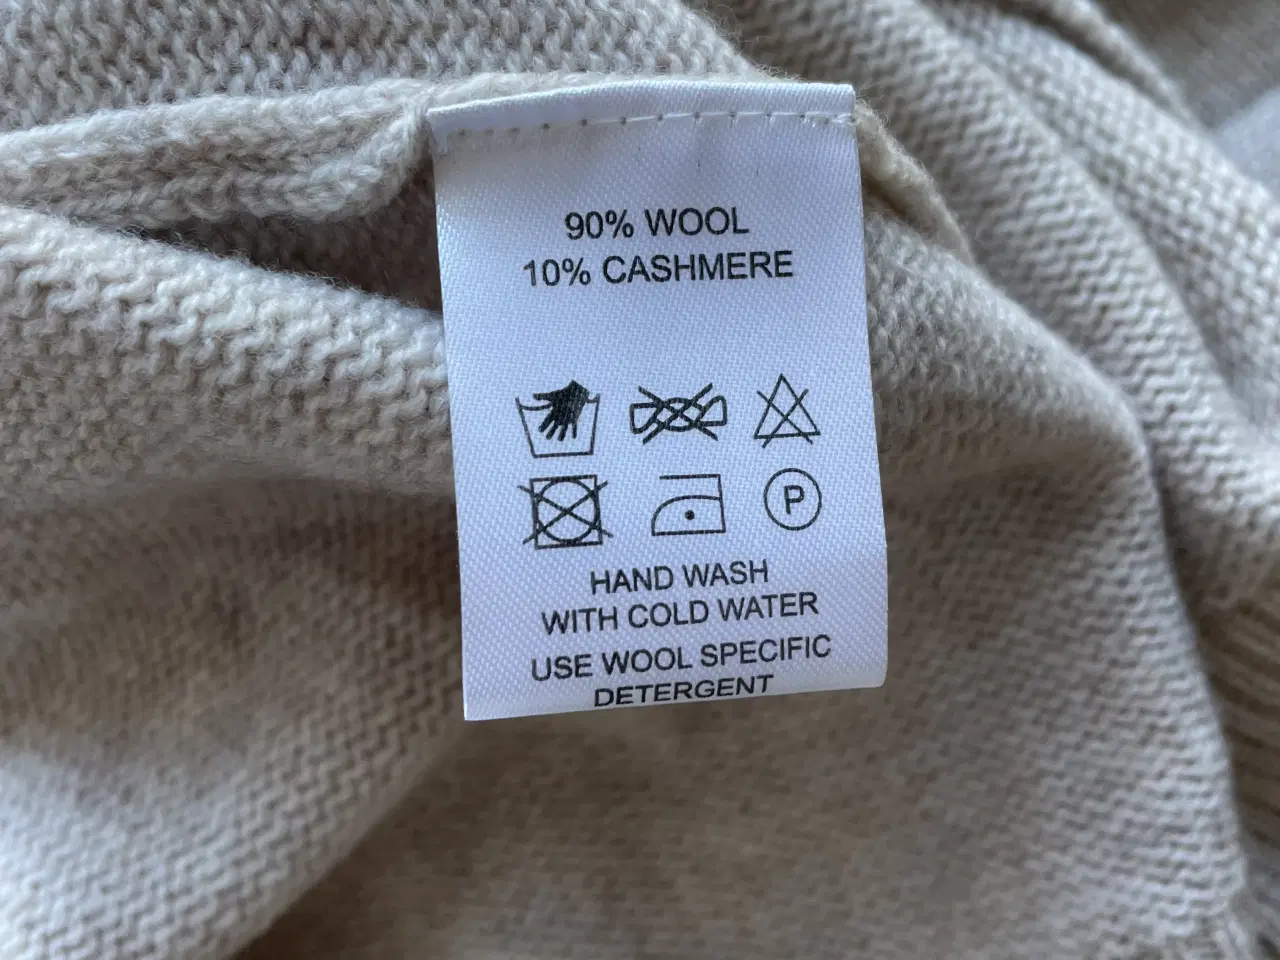 90% WOOL
10% CASHMERE
P
HAND WASH
WITH COLD WATER
USE WOOL SPECIFIC
DETERGENT